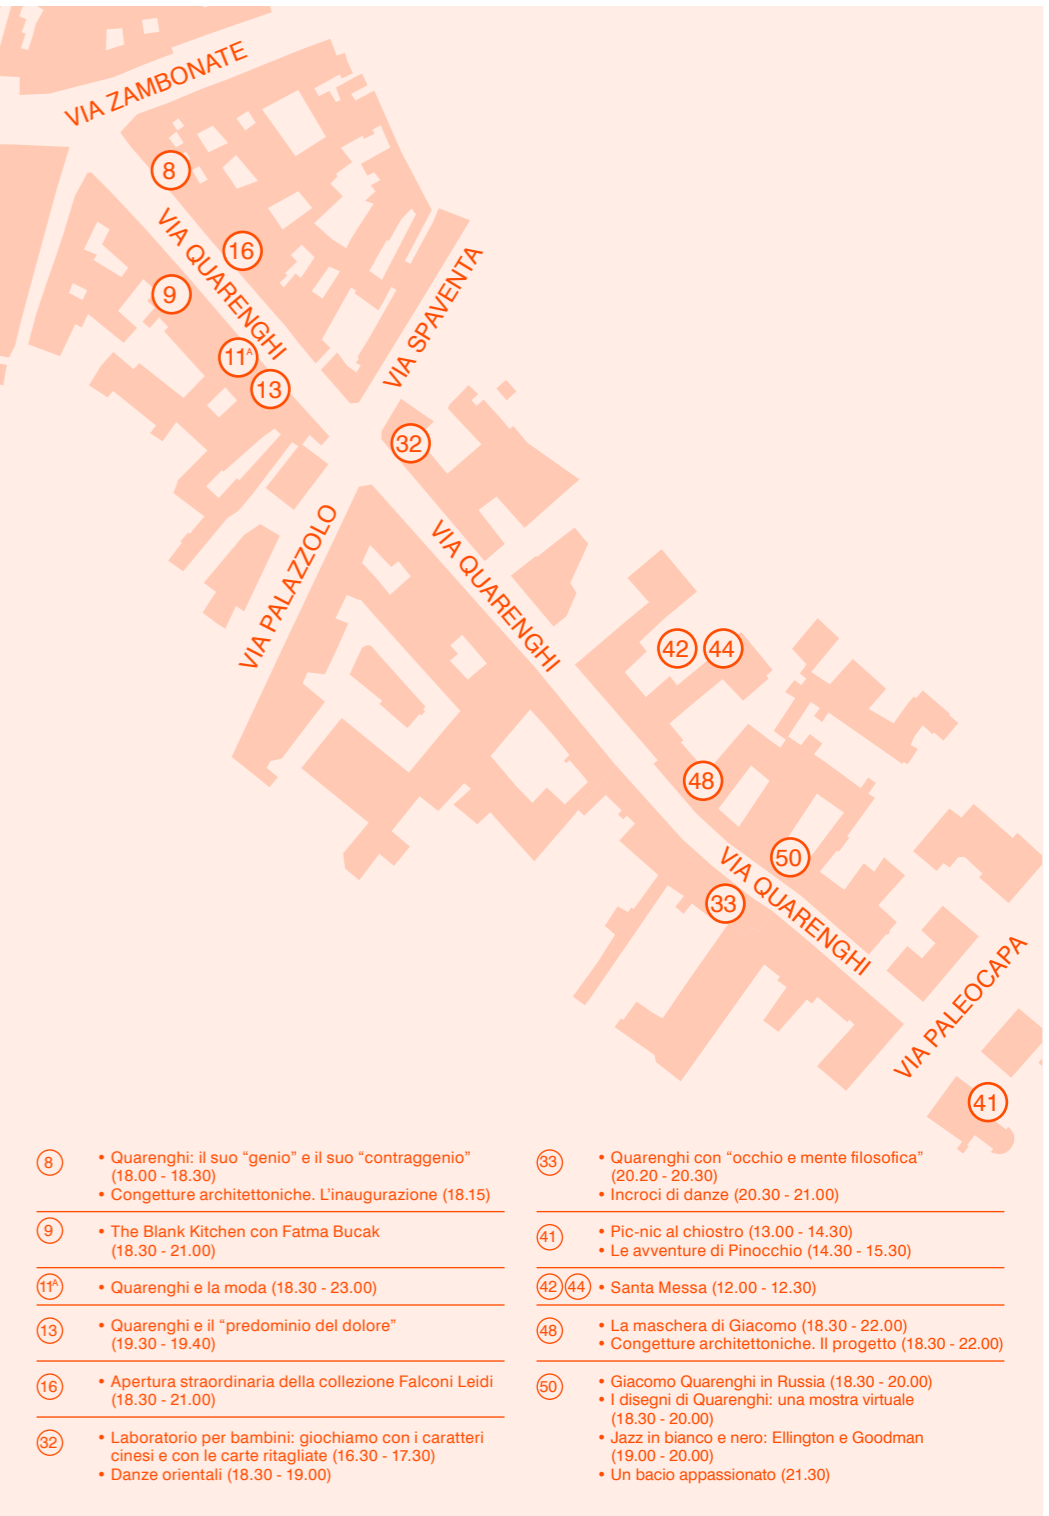 VIA ZAMBONATE
8
VIA QUARENGHI
16
VIA SPAVENTA
9
11A
13
32
VIA PALAZZOLO
VIA QUARENGHI
42
44
48
50
VIA QUARENGHI
33
VIA PALEOCAPA
41
8
• Quarenghi: il suo “genio” e il suo “contraggenio”
(18.00 - 18.30)
• Congetture architettoniche. L’inaugurazione (18.15)
9
• The Blank Kitchen con Fatma Bucak
(18.30 - 21.00)
11A
• Quarenghi e la moda (18.30 - 23.00)
13
• Quarenghi e il “predominio del dolore”
(19.30 - 19.40)
16
• Apertura straordinaria della collezione Falconi Leidi
(18.30 - 21.00)
32
• Laboratorio per bambini: giochiamo con i caratteri
cinesi e con le carte ritagliate (16.30 - 17.30)
• Danze orientali (18.30 - 19.00)
33
• Quarenghi con “occhio e mente filosofica”
(20.20 - 20.30)
• Incroci di danze (20.30 - 21.00)
41
• Pic-nic al chiostro (13.00 - 14.30)
• Le avventure di Pinocchio (14.30 - 15.30)
42 44
• Santa Messa (12.00 - 12.30)
48
• La maschera di Giacomo (18.30 - 22.00)
• Congetture architettoniche. Il progetto (18.30 - 22.00)
50
• Giacomo Quarenghi in Russia (18.30 - 20.00)
• I disegni di Quarenghi: una mostra virtuale
(18.30 - 20.00)
• Jazz in bianco e nero: Ellington e Goodman
(19.00 - 20.00)
• Un bacio appassionato (21.30)